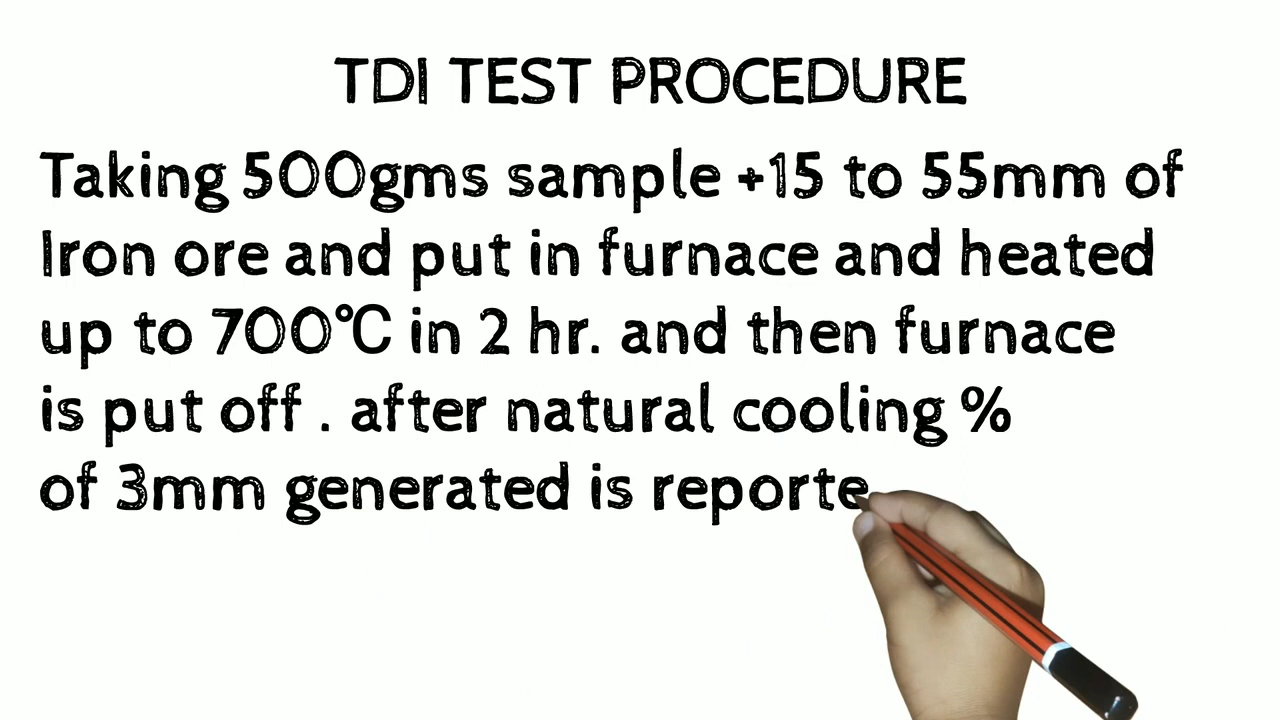 TDI TEST PROCEDURE
Taking 500gms sample +15 to 55mm of
Iron ore and put in furnace and heated
up to 700°C in 2 hr. and then furnace
is put off . after natural cooling %
of 3mm generated is reporte